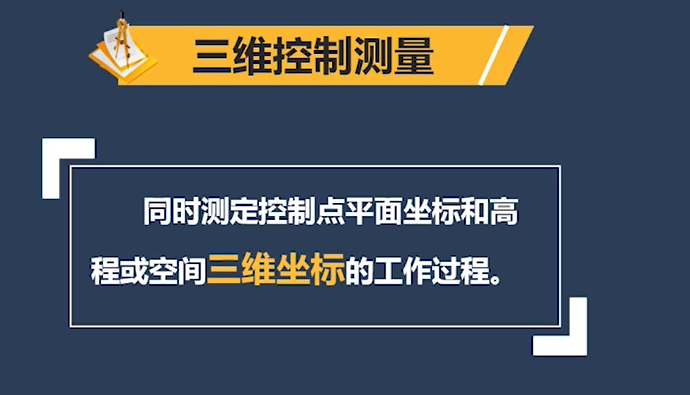 三维控制测量
同时测定控制点平面坐标和高
程或空间三维坐标的工作过程。